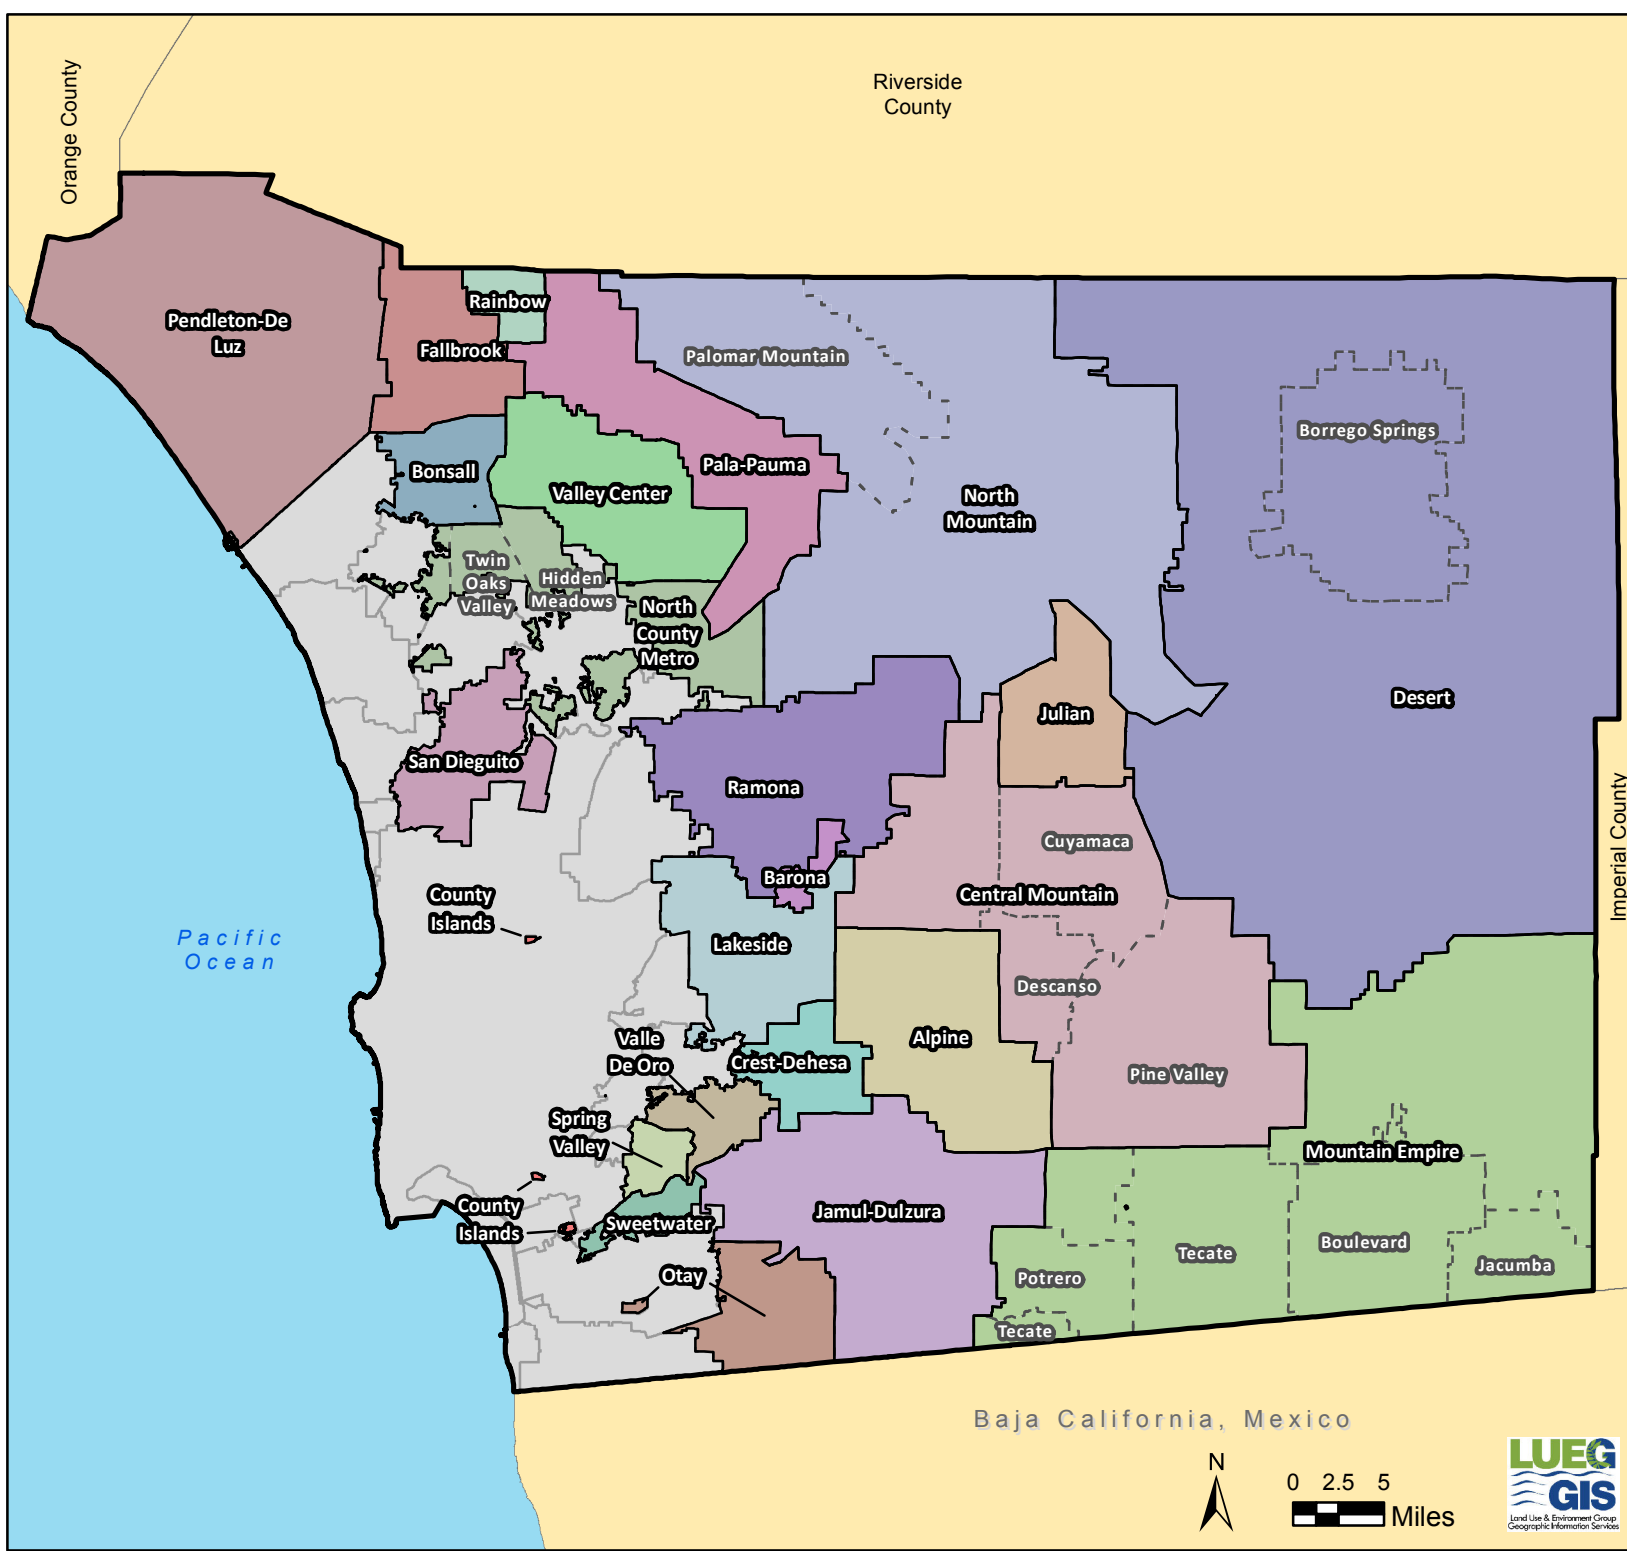 Orange County
Riverside
County
Rainbow
Pendleton-De
Luz
Fallbrook
Palomar Mountain
Borrego Springs
Bonsall
Valley Center
Pala-Pauma
North
Mountain
Twin
Oaks
Valley
Hidden
Meadows
North
County
Metro
Desert
Julian
San Dieguito
Ramona
Imperial County
Cuyamaca
Barona
Central Mountain
County
Islands
Pacific
Ocean
Lakeside
Descanso
Valle
De Oro
Crest-Dehesa
Alpine
Pine Valley
Spring
Valley
Mountain Empire
County
Islands
Sweetwater
Jamul-Dulzura
Tecate
Boulevard
Jacumba
Otay
Potrero
Tecate
Baja California, Mexico
N
0 2.5 5
Miles
LUEG
GIS
Land Use & Environment Group
Geographic Information Services